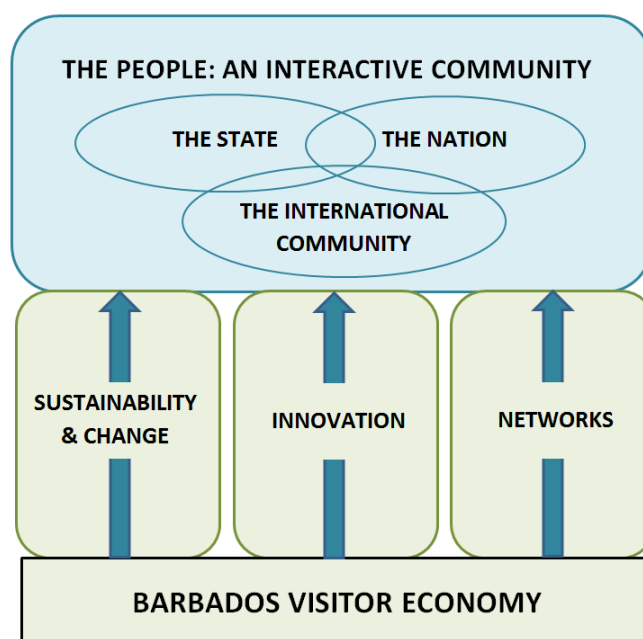 THE PEOPLE: AN INTERACTIVE COMMUNITY
THE STATE
THE NATION
THE INTERNATIONAL
COMMUNITY
SUSTAINABILITY
& CHANGE
INNOVATION
NETWORKS
BARBADOS VISITOR ECONOMY